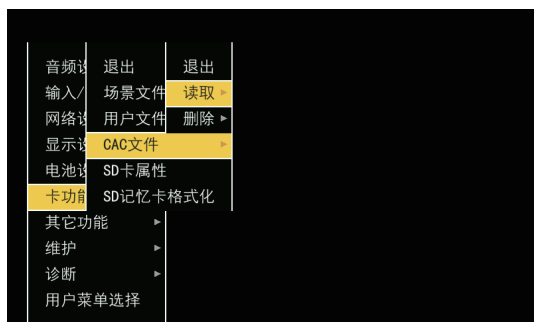 音频设
输入/
网络设
显示设
电池设
卡功能
其它功能
维护
诊断
用户菜单选择
退出
场景文件
用户文件
CAC文件
SD卡属性
SD记忆卡格式化
退出
读取
删除